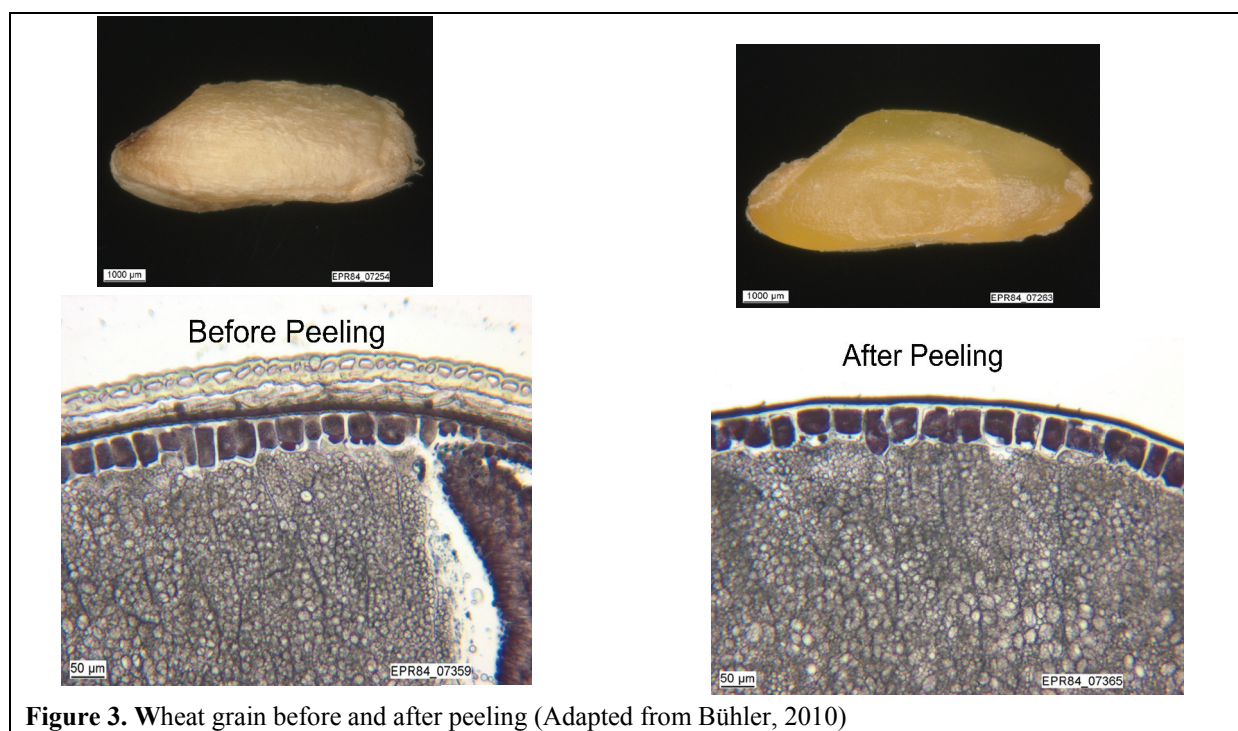 1000 µm
EPR84_07254
1000 µm
EPR84_07263
Before Peeling
After Peeling
50 µm
EPR84_07359
50 µm
EPR84_07365
Figure 3. Wheat grain before and after peeling (Adapted from Bühler, 2010)